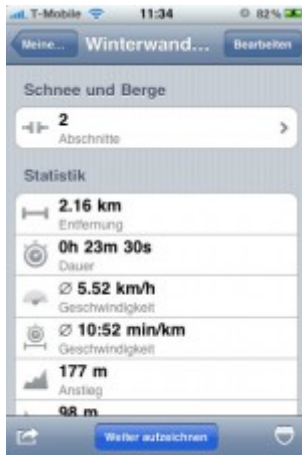 T-Mobile 11:34 82%
Meine... Winterwand... Bearbeiten
Schnee und Berge
2
Abschnitte
Statistik
2.16 km
Entfernung
0h 23m 30s
Dauer
Ø 5.52 km/h
Geschwindigkeit
Ø 10:52 min/km
Geschwindigkeit
177 m
Anstieg
98 m
Weiter aufzeichnen